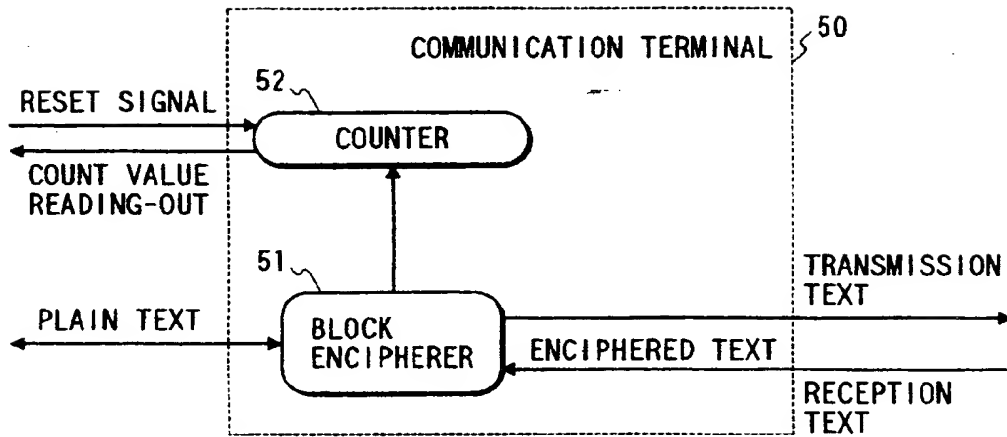 50
COMMUNICATION TERMINAL
52
RESET SIGNAL
COUNTER
COUNT VALUE
READING-OUT
51
TRANSMISSION
TEXT
PLAIN TEXT
BLOCK
ENCIPHERER
ENCIPHERED TEXT
RECEPTION
TEXT